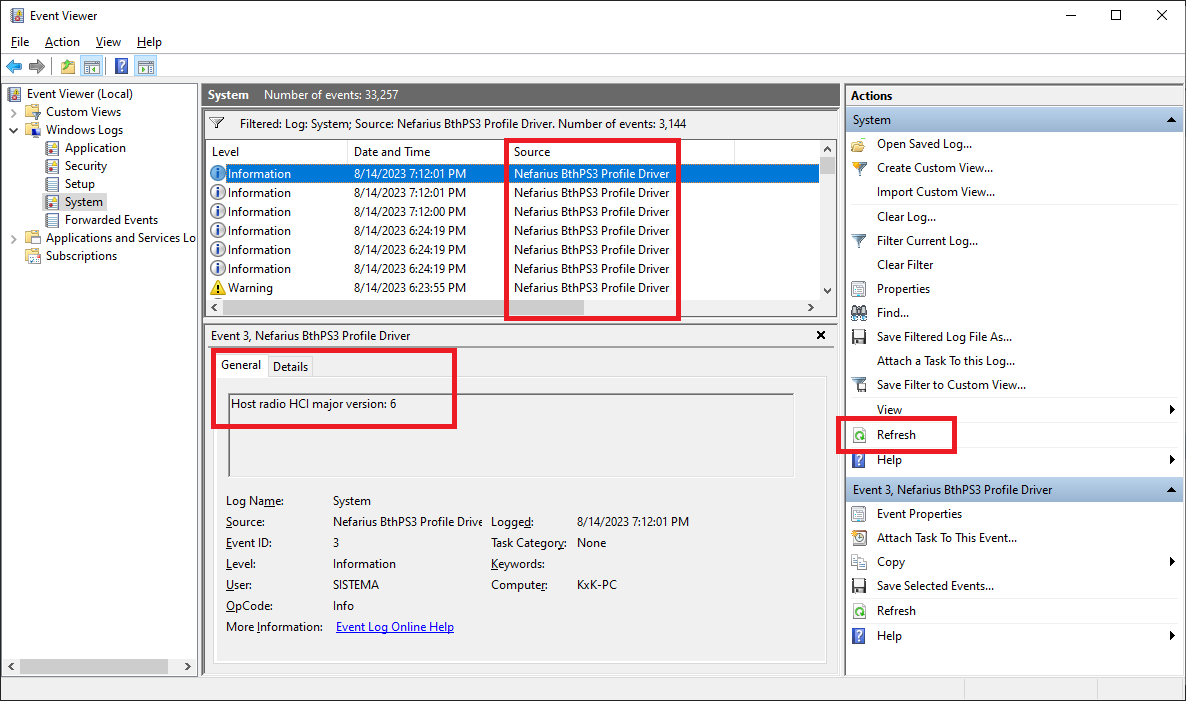 Event Viewer
File Action View Help
Event Viewer (Local)
Custom Views
Windows Logs
Application
Security
Setup
System
Forwarded Events
Applications and Services Lo
Subscriptions
System Number of events: 33,257
Filtered: Log: System; Source: Nefarius BthPS3 Profile Driver. Number of events: 3,144
Level Date and Time Source
Information 8/14/2023 7:12:01 PM Nefarius BthPS3 Profile Driver
Information 8/14/2023 7:12:01 PM Nefarius BthPS3 Profile Driver
Information 8/14/2023 7:12:00 PM Nefarius BthPS3 Profile Driver
Information 8/14/2023 6:24:19 PM Nefarius BthPS3 Profile Driver
Information 8/14/2023 6:24:19 PM Nefarius BthPS3 Profile Driver
Information 8/14/2023 6:24:19 PM Nefarius BthPS3 Profile Driver
Warning 8/14/2023 6:23:55 PM Nefarius BthPS3 Profile Driver
Event 3, Nefarius BthPS3 Profile Driver
General Details
Host radio HCI major version: 6
Log Name: System
Source: Nefarius BthPS3 Profile Drive Logged: 8/14/2023 7:12:01 PM
Event ID: 3 Task Category: None
Level: Information Keywords:
User: SISTEMA Computer: KxK-PC
OpCode: Info
More Information: Event Log Online Help
Actions
System
Open Saved Log...
Create Custom View...
Import Custom View...
Clear Log...
Filter Current Log...
Clear Filter
Properties
Find...
Save Filtered Log File As...
Attach a Task To this Log...
Save Filter to Custom View...
View
Refresh
Help
Event 3, Nefarius BthPS3 Profile Driver
Event Properties
Attach Task To This Event...
Copy
Save Selected Events...
Refresh
Help